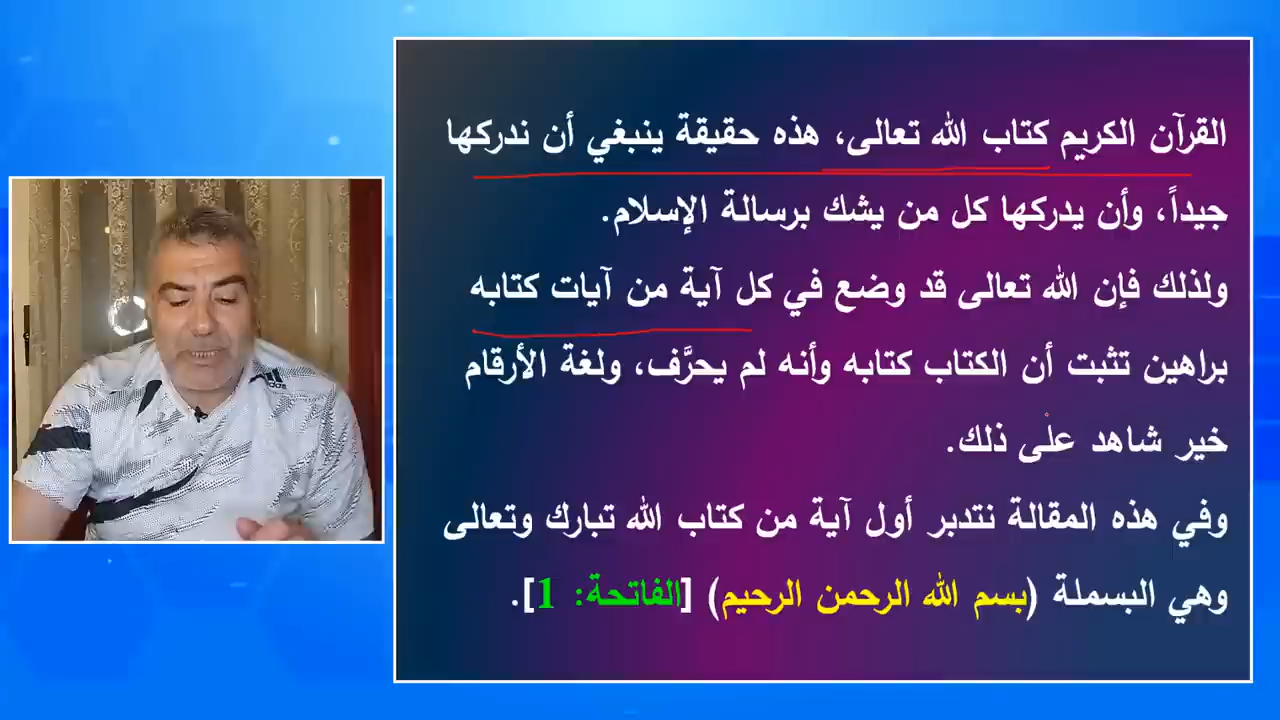 القرآن الكريم كتاب الله تعالى، هذه حقيقة ينبغي أن ندركها
جيداً، وأن يدركها كل من يشك برسالة الإسلام.
ولذلك فإن الله تعالى قد وضع في كل آية من آيات كتابه
براهين تثبت أن الكتاب كتابه وأنه لم يحرَّف، ولغة الأرقام
خير شاهد على ذلك.
وفي هذه المقالة نتدبر أول آية من كتاب الله تبارك وتعالى
وهي البسملة (بسم الله الرحمن الرحيم) [الفاتحة: 1].